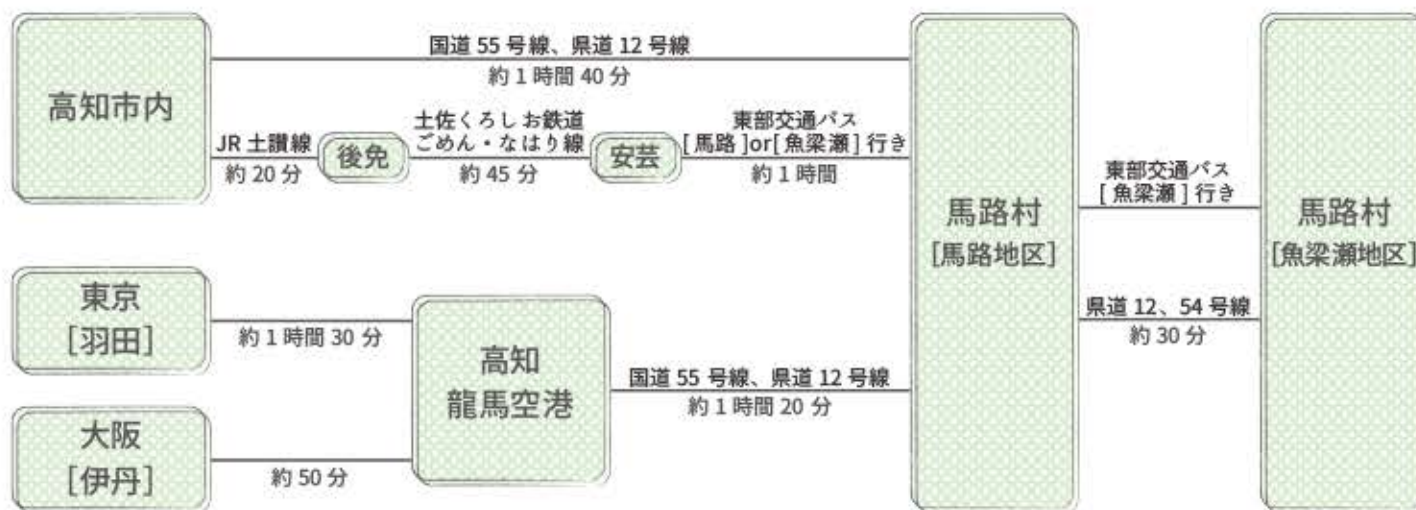 高知市内
国道 55 号線、県道 12 号線
約 1 時間 40 分
JR 土讃線
約 20 分
後免
土佐くろしお鉄道
ごめん・なはり線
約 45 分
安芸
東部交通バス
[ 馬路 ]or[ 魚梁瀬 ] 行き
約 1 時間
東京
[羽田]
約 1 時間 30 分
大阪
[伊丹]
約 50 分
高知
龍馬空港
国道 55 号線、県道 12 号線
約 1 時間 20 分
馬路村
[馬路地区]
東部交通バス
[ 魚梁瀬 ] 行き
県道 12、54 号線
約 30 分
馬路村
[魚梁瀬地区]